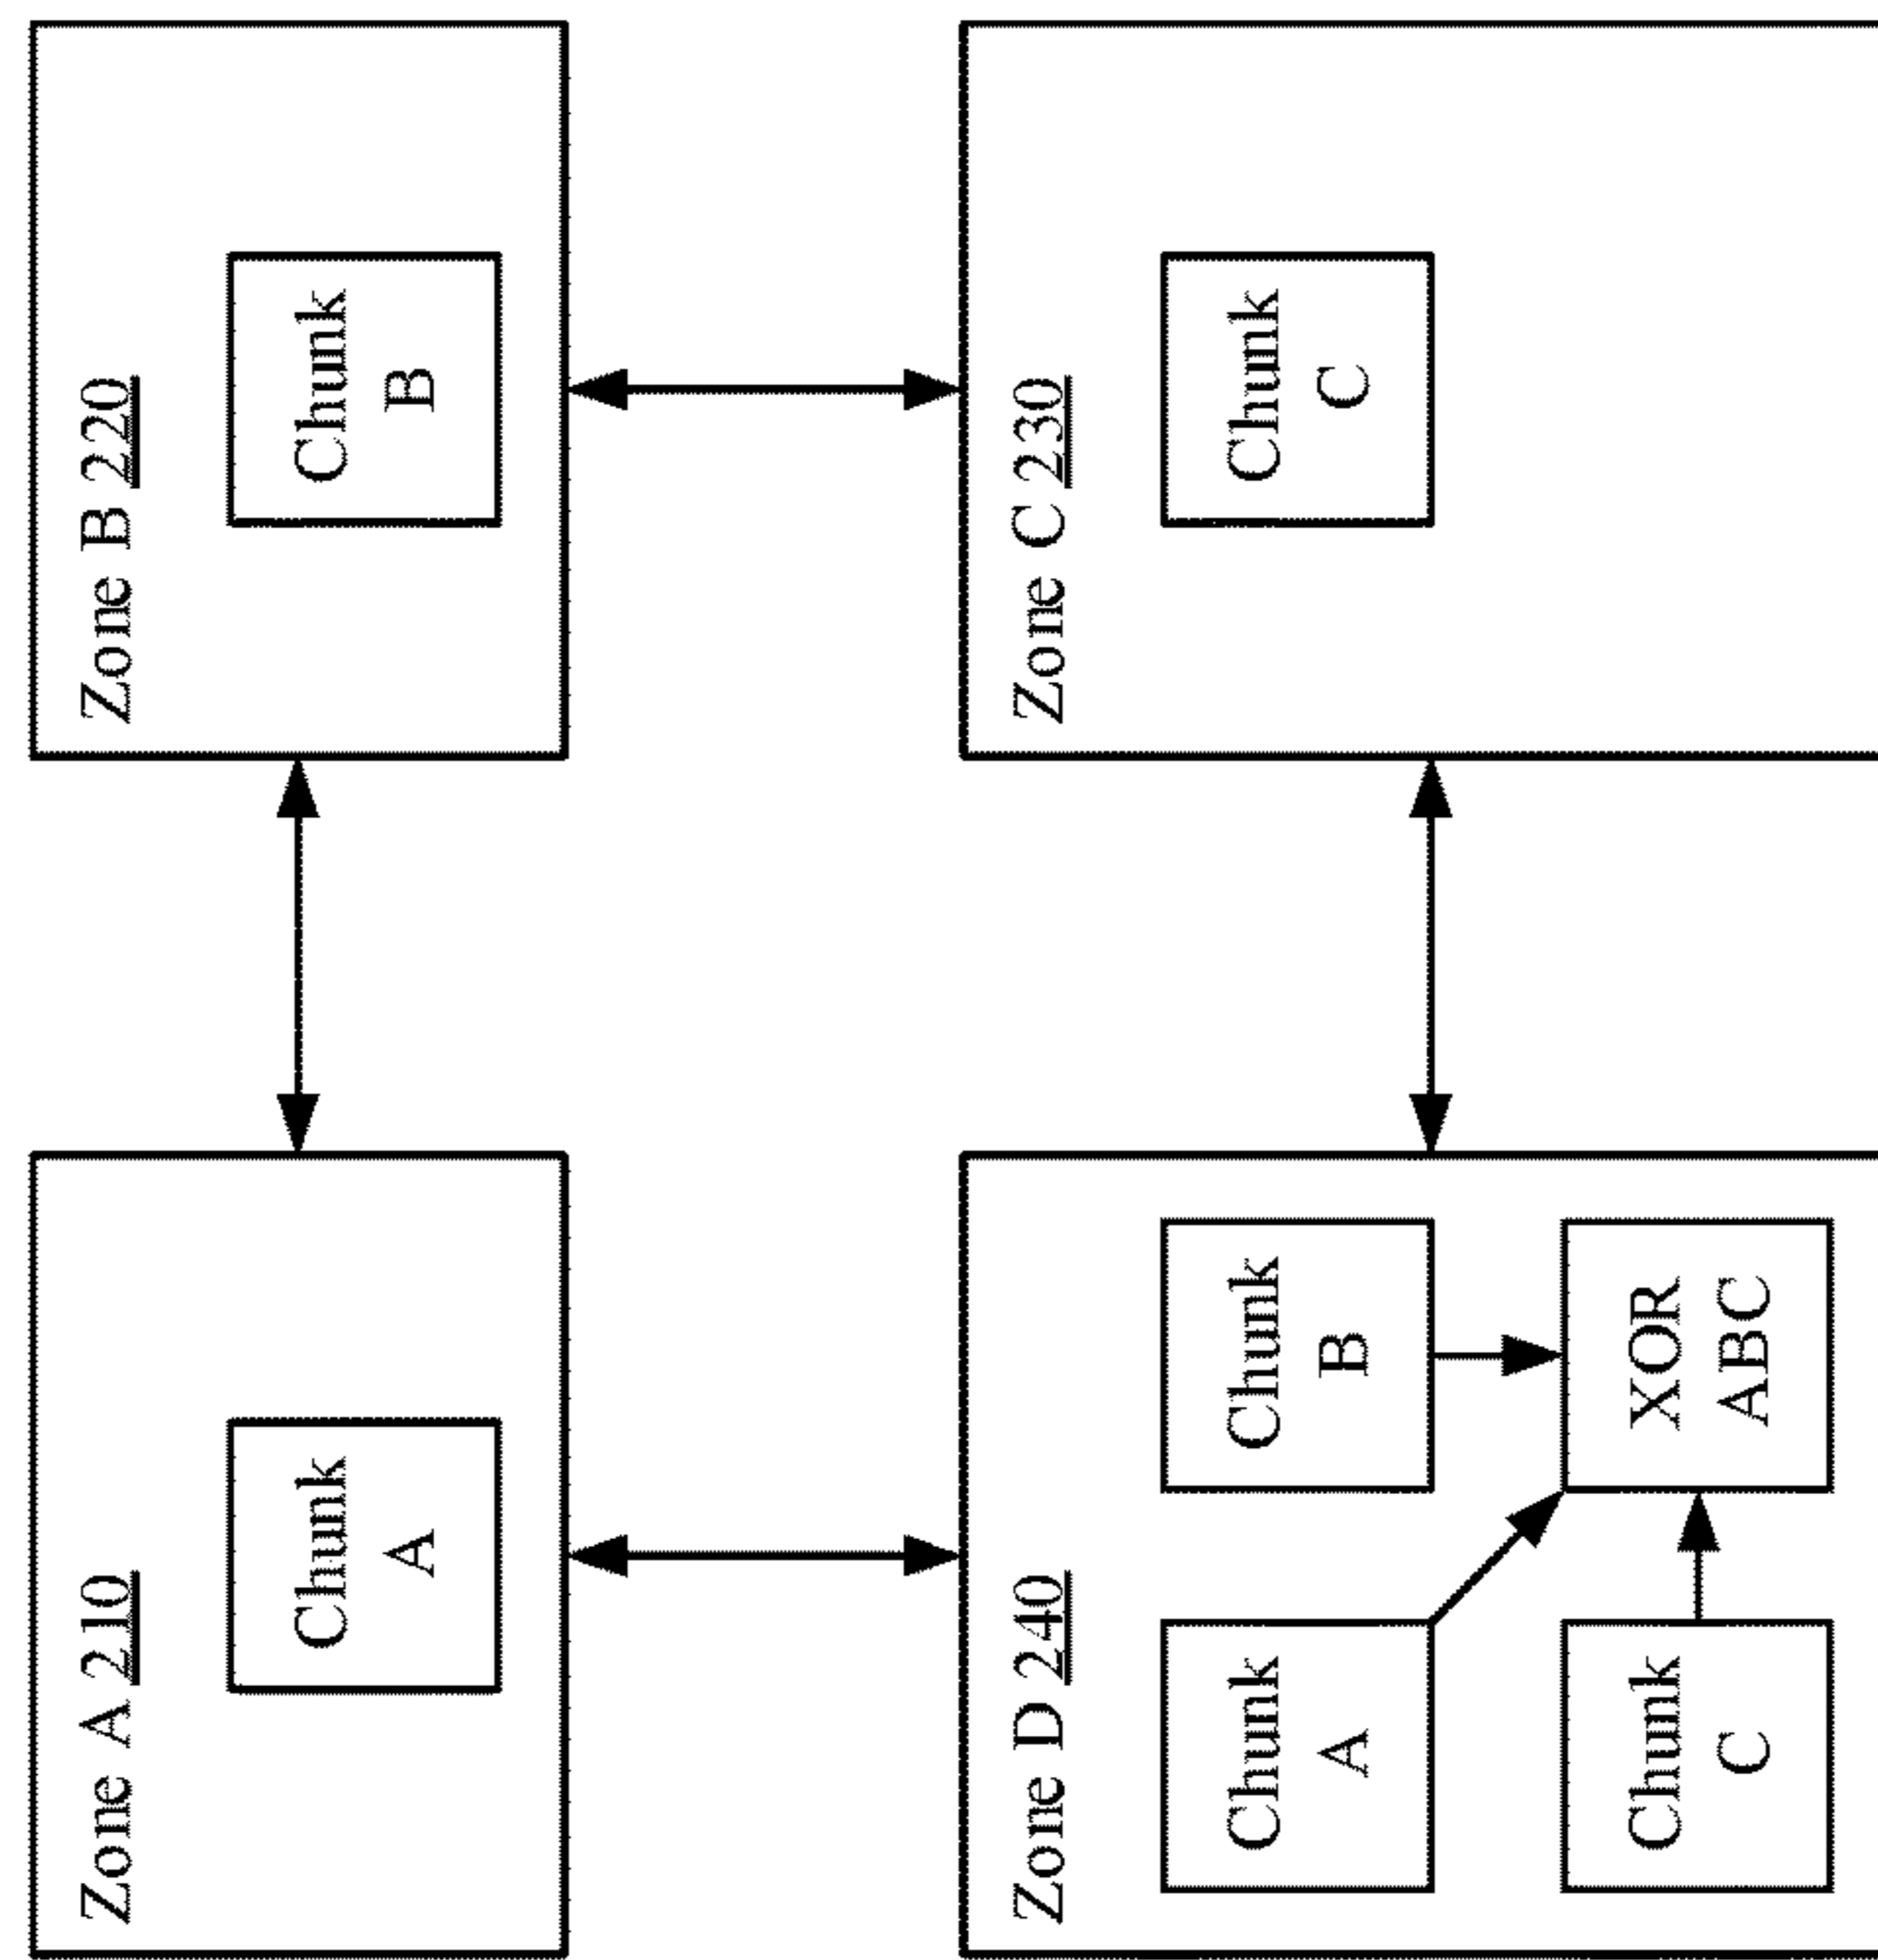 Zone A 210
Chunk
A
Zone B 220
Chunk
B
Zone D 240
Chunk
A
Chunk
B
Chunk
C
XOR
ABC
Zone C 230
Chunk
C